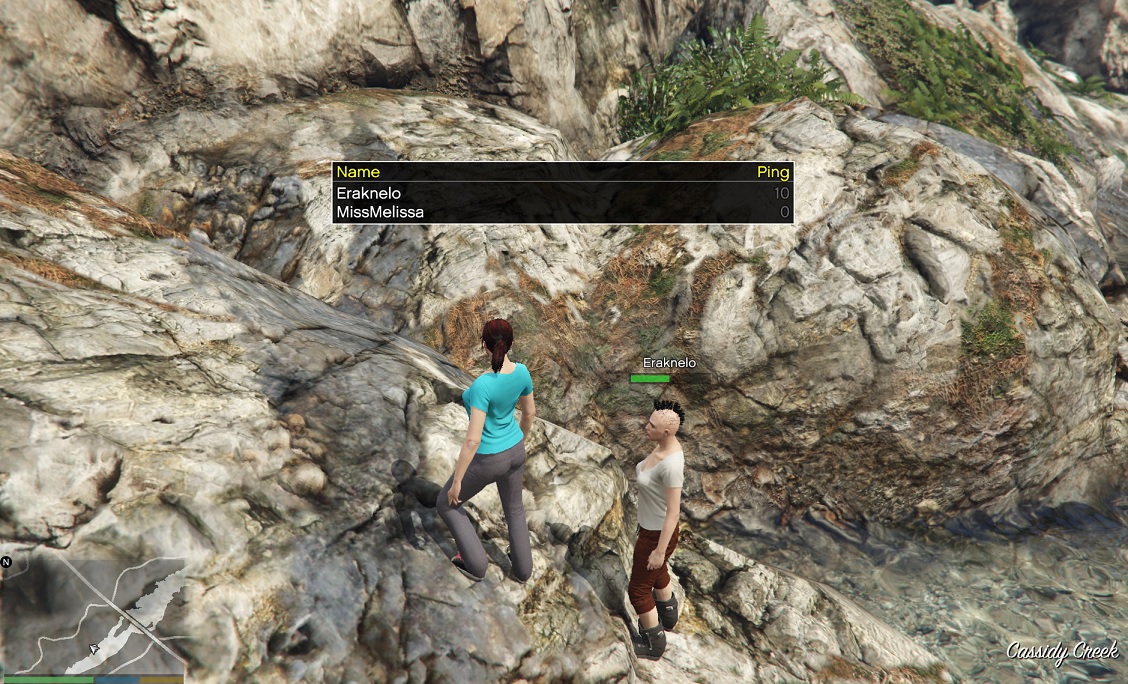 Name Ping
Eraknelo 10
MissMelissa 0
Eraknelo
N
Cassidy Creek